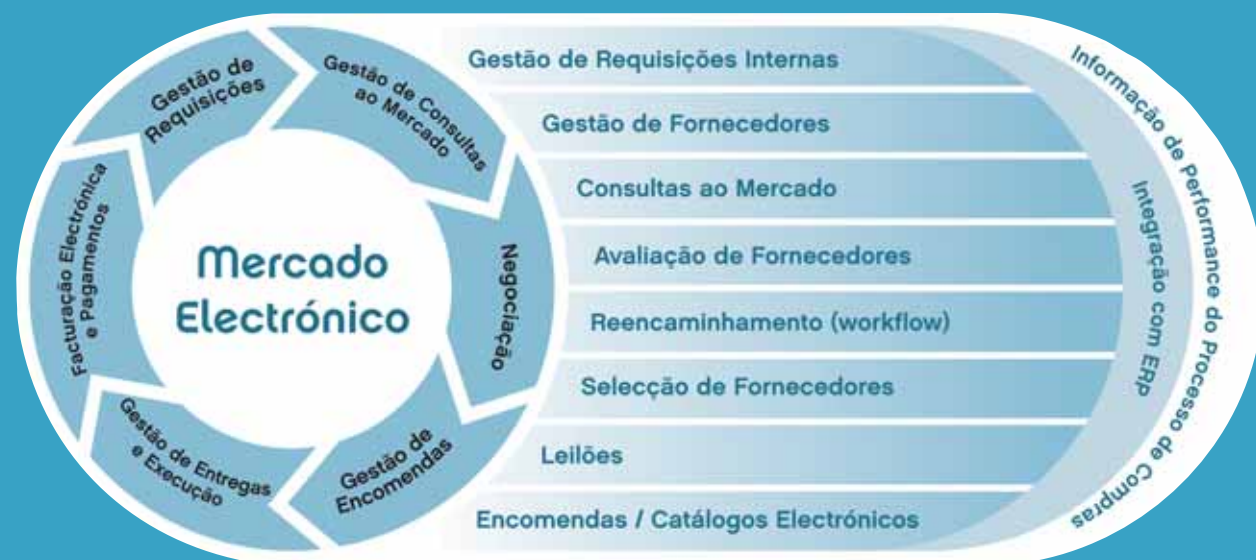 Gestão de
Requisições
Gestão de Consultas
ao Mercado
Negociação
Gestão de
Encomendas
Gestão de Entregas
e Execução
Facturação Electrónica
e Pagamentos
Mercado
Electrónico
Gestão de Requisições Internas
Gestão de Fornecedores
Consultas ao Mercado
Avaliação de Fornecedores
Reencaminhamento (workflow)
Selecção de Fornecedores
Leilões
Encomendas / Catálogos Electrónicos
Integração com ERP
Informação de Performance do Processo de Compras